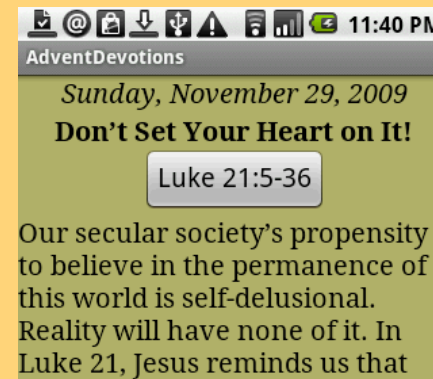 11:40 PM
AdventDevotions
Sunday, November 29, 2009
Don’t Set Your Heart on It!
Luke 21:5-36
Our secular society’s propensity
to believe in the permanence of
this world is self-delusional.
Reality will have none of it. In
Luke 21, Jesus reminds us that